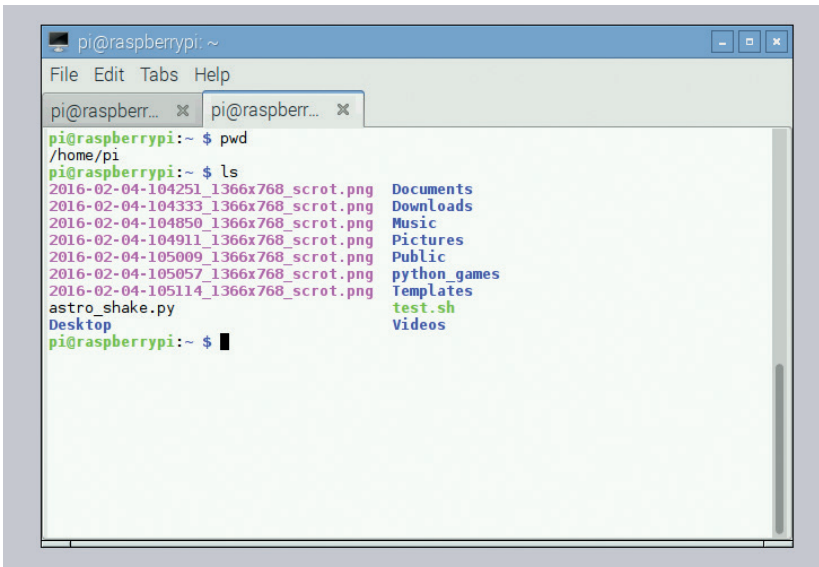 pi@raspberrypi: ~
File Edit Tabs Help
pi@raspberr... pi@raspberr...
pi@raspberrypi:~ $ pwd
/home/pi
pi@raspberrypi:~ $ ls
2016-02-04-104251_1366x768_scrot.png Documents
2016-02-04-104333_1366x768_scrot.png Downloads
2016-02-04-104850_1366x768_scrot.png Music
2016-02-04-104911_1366x768_scrot.png Pictures
2016-02-04-105009_1366x768_scrot.png Public
2016-02-04-105057_1366x768_scrot.png python_games
2016-02-04-105114_1366x768_scrot.png Templates
astro_shake.py test.sh
Desktop Videos
pi@raspberrypi:~ $